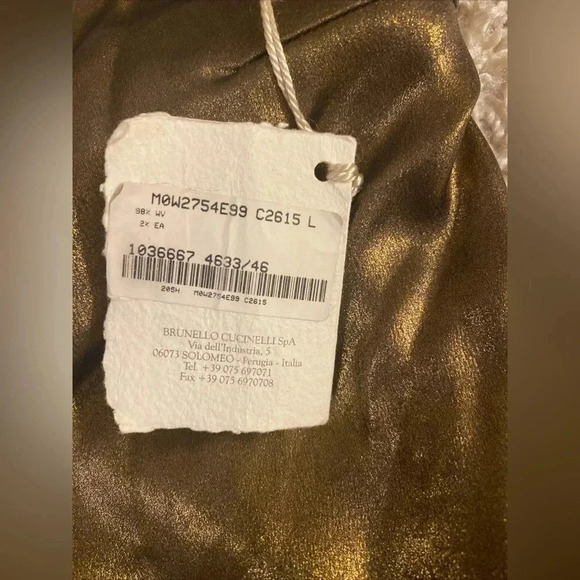 M0W2754E99 C2615 L
98% WV
2% EA
1036667 4633/46
205H M0W2754E99 C2615
BRUNELLO CUCINELLI SpA
Via dell'Industria, 5
06073 SOLOMEO - Perugia - Italia
Tel. +39 075 697071
Fax +39 075 6970708